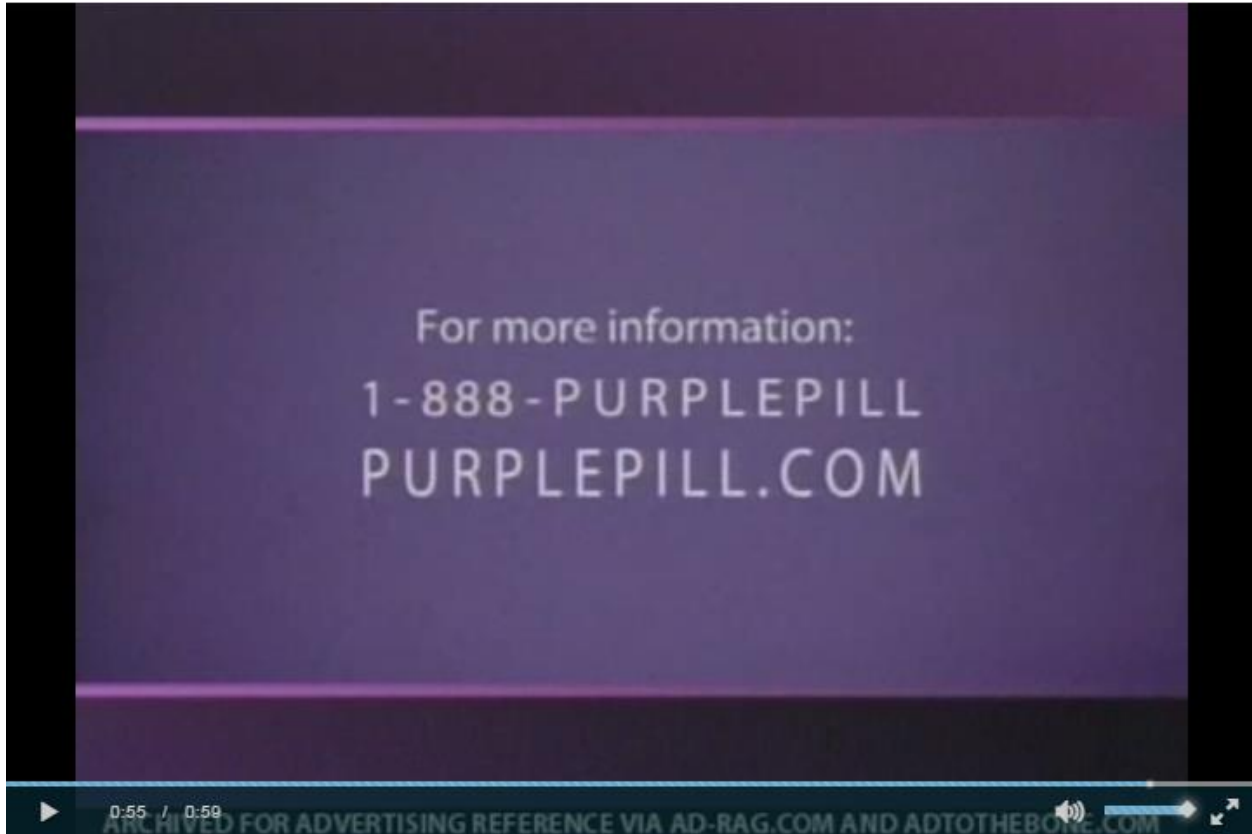 For more information:
1-888-PURPLEPILL
PURPLEPILL.COM
0:55 / 0:59
ARCHIVED FOR ADVERTISING REFERENCE VIA AD-RAG.COM AND ADTOTHEBONE.COM